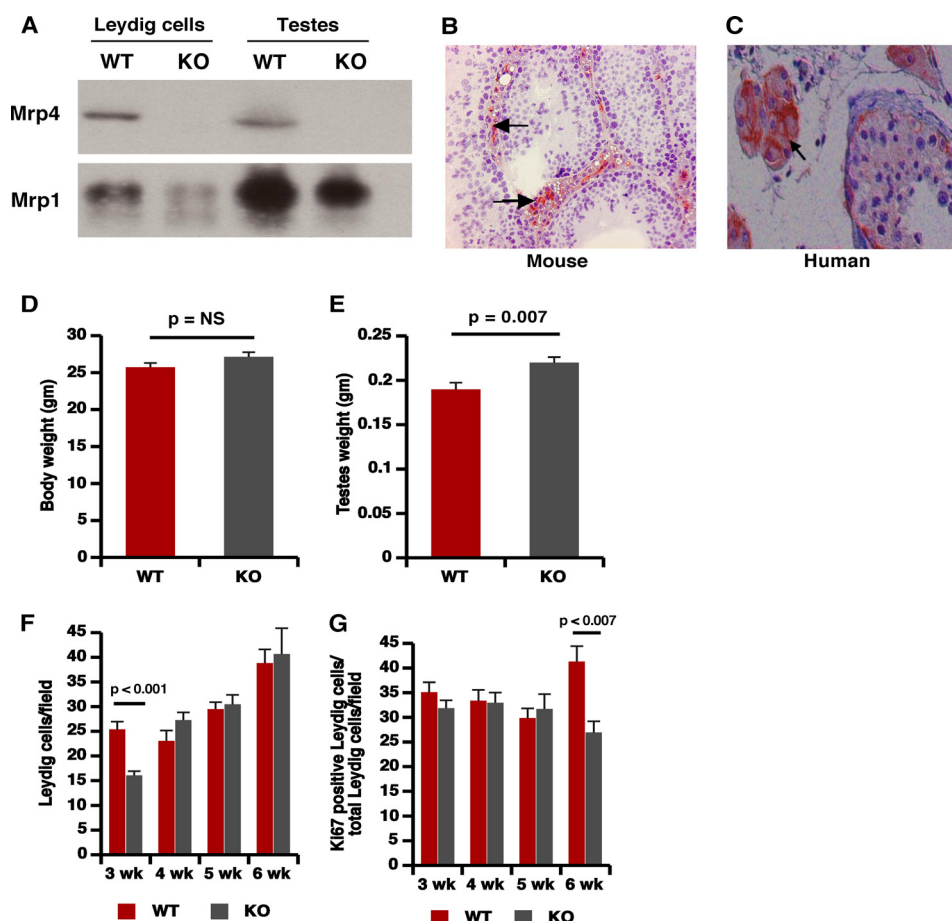 A
Leydig cells Testes
WT KO WT KO
Mrp4
Mrp1
B
Mouse
C
Human
D
p = NS
Body weight (gm)
30
25
20
15
10
5
0
WT KO
E
p = 0.007
Testes weight (gm)
0.25
0.2
0.15
0.1
0.05
0
WT KO
F
p < 0.001
Leydig cells/field
45
40
35
30
25
20
15
10
5
0
3 wk 4 wk 5 wk 6 wk
WT KO
G
p < 0.007
Ki67 positive Leydig cells/
total Leydig cells/field
45
40
35
30
25
20
15
10
5
0
3 wk 4 wk 5 wk 6 wk
WT KO